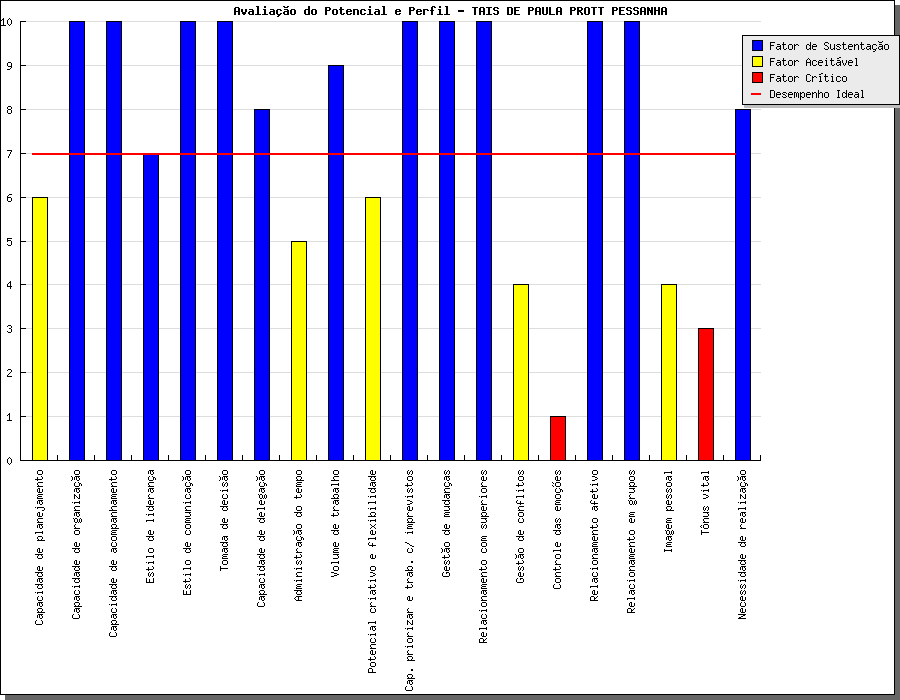 Avaliação do Potencial e Perfil - TAIS DE PAULA PROTT PESSANHA
Fator de Sustentação
Fator Aceitável
Fator Crítico
Desempenho Ideal
10
9
8
7
6
5
4
3
2
1
0
Capacidade de planejamento
Capacidade de organização
Capacidade de acompanhamento
Estilo de liderança
Estilo de comunicação
Tomada de decisão
Capacidade de delegação
Administração do tempo
Volume de trabalho
Potencial criativo e flexibilidade
Cap. priorizar e trab. c/ imprevistos
Gestão de mudanças
Relacionamento com superiores
Gestão de conflitos
Controle das emoções
Relacionamento afetivo
Relacionamento em grupos
Imagem pessoal
Tônus vital
Necessidade de realização